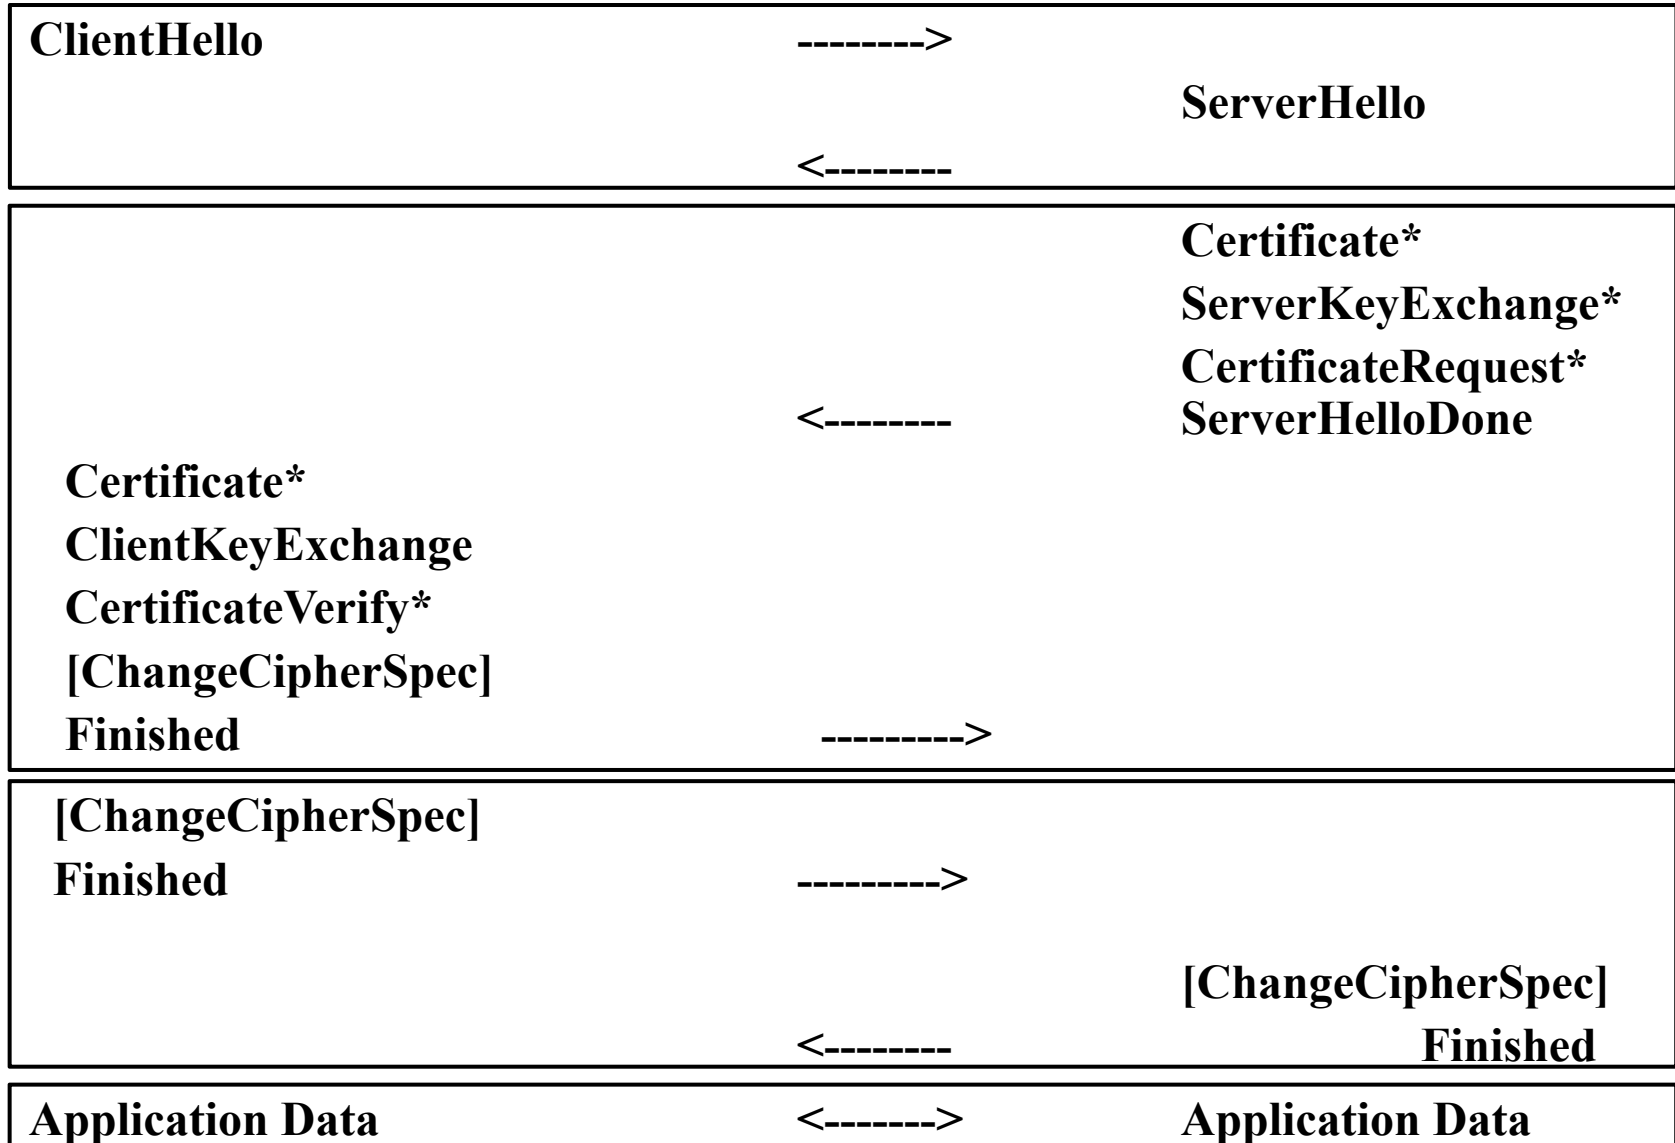 ClientHello -------->
ServerHello
<--------
Certificate*
ServerKeyExchange*
CertificateRequest*
<-------- ServerHelloDone
Certificate*
ClientKeyExchange
CertificateVerify*
[ChangeCipherSpec]
Finished --------->
[ChangeCipherSpec]
Finished --------->
[ChangeCipherSpec]
<-------- Finished
Application Data <-------> Application Data